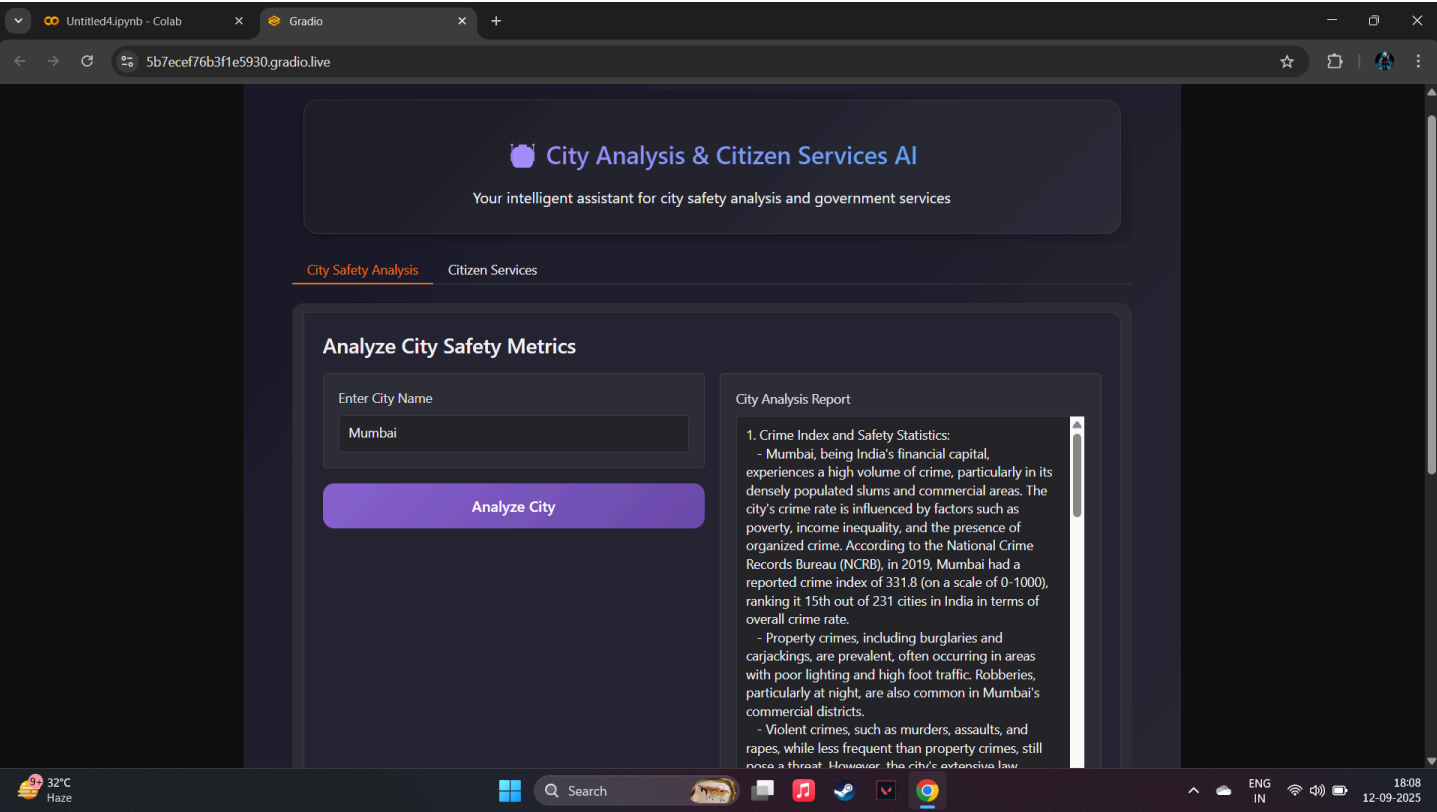 Untitled4.ipynb - Colab
Gradio
5b7ecef76b3f1e5930.gradio.live
City Analysis & Citizen Services AI
Your intelligent assistant for city safety analysis and government services
City Safety Analysis
Citizen Services
Analyze City Safety Metrics
Enter City Name
Mumbai
Analyze City
City Analysis Report
1. Crime Index and Safety Statistics:
- Mumbai, being India's financial capital,
experiences a high volume of crime, particularly in its
densely populated slums and commercial areas. The
city's crime rate is influenced by factors such as
poverty, income inequality, and the presence of
organized crime. According to the National Crime
Records Bureau (NCRB), in 2019, Mumbai had a
reported crime index of 331.8 (on a scale of 0-1000),
ranking it 15th out of 231 cities in India in terms of
overall crime rate.
- Property crimes, including burglaries and
carjackings, are prevalent, often occurring in areas
with poor lighting and high foot traffic. Robberies,
particularly at night, are also common in Mumbai's
commercial districts.
- Violent crimes, such as murders, assaults, and
rapes, while less frequent than property crimes, still
pose a threat. However, the city's extensive law
9+
32°C
Haze
Search
ENG
IN
18:08
12-09-2025